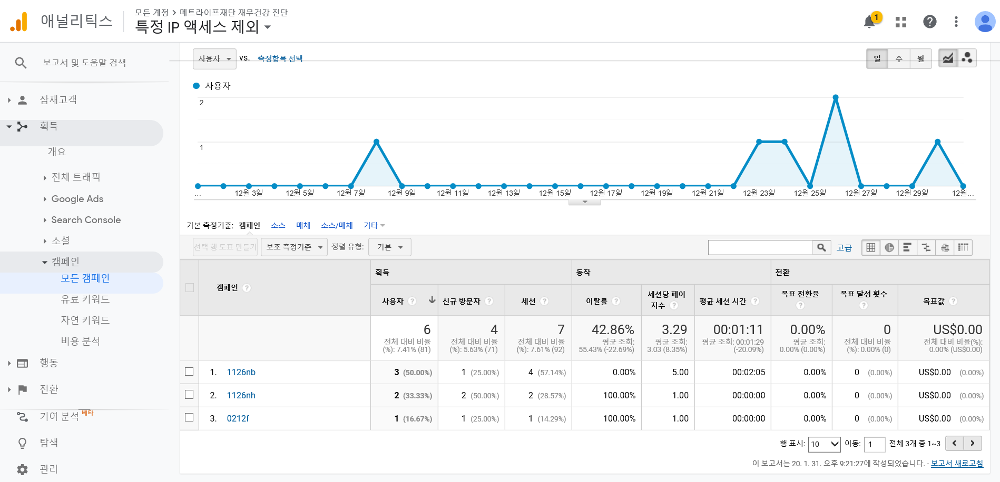 애널리틱스
모든 계정 > 메트라이프재단 재무건강 진단
특정 IP 액세스 제외
1
보고서 및 도움말 검색
잠재고객
획득
개요
전체 트래픽
Google Ads
Search Console
소셜
캠페인
모든 캠페인
유료 키워드
자연 키워드
비용 분석
행동
전환
기여 분석 베타
탐색
관리
사용자 vs. 측정항목 선택
일 주 월
사용자
2
1
... 12월 3일 12월 5일 12월 7일 12월 9일 12월 11일 12월 13일 12월 15일 12월 17일 12월 19일 12월 21일 12월 23일 12월 25일 12월 27일 12월 29일 12월...
기본 측정기준: 캠페인 소스 매체 소스/매체 기타
선택 행 도표 만들기 보조 측정기준 정렬 유형: 기본 고급
캠페인 ? 획득 동작 전환
사용자 ? 신규 방문자 ? 세션 ? 이탈률 ? 세션당 페이지수 ? 평균 세션 시간 ? 목표 전환율 ? 목표 달성 횟수 ? 목표값 ?
6 4 7 42.86% 3.29 00:01:11 0.00% 0 US$0.00
전체 대비 비율 전체 대비 비율 전체 대비 비율 평균 조회: 평균 조회: 평균 조회: 00:01:29 평균 조회: 전체 대비 비율 전체 대비 비율(%):
(%): 7.41% (81) (%): 5.63% (71) (%): 7.61% (92) 55.43% (-22.69%) 3.03 (8.35%) (-20.09%) 0.00% (0.00%) (%): 0.00% (0) 0.00% (US$0.00)
1. 1126nb 3 (50.00%) 1 (25.00%) 4 (57.14%) 0.00% 5.00 00:02:05 0.00% 0 (0.00%) US$0.00 (0.00%)
2. 1126nh 2 (33.33%) 2 (50.00%) 2 (28.57%) 100.00% 1.00 00:00:00 0.00% 0 (0.00%) US$0.00 (0.00%)
3. 0212f 1 (16.67%) 1 (25.00%) 1 (14.29%) 100.00% 1.00 00:00:00 0.00% 0 (0.00%) US$0.00 (0.00%)
행 표시: 10 이동: 1 전체 3개 중 1~3
이 보고서는 20. 1. 31. 오후 9:21:27에 작성되었습니다. - 보고서 새로고침